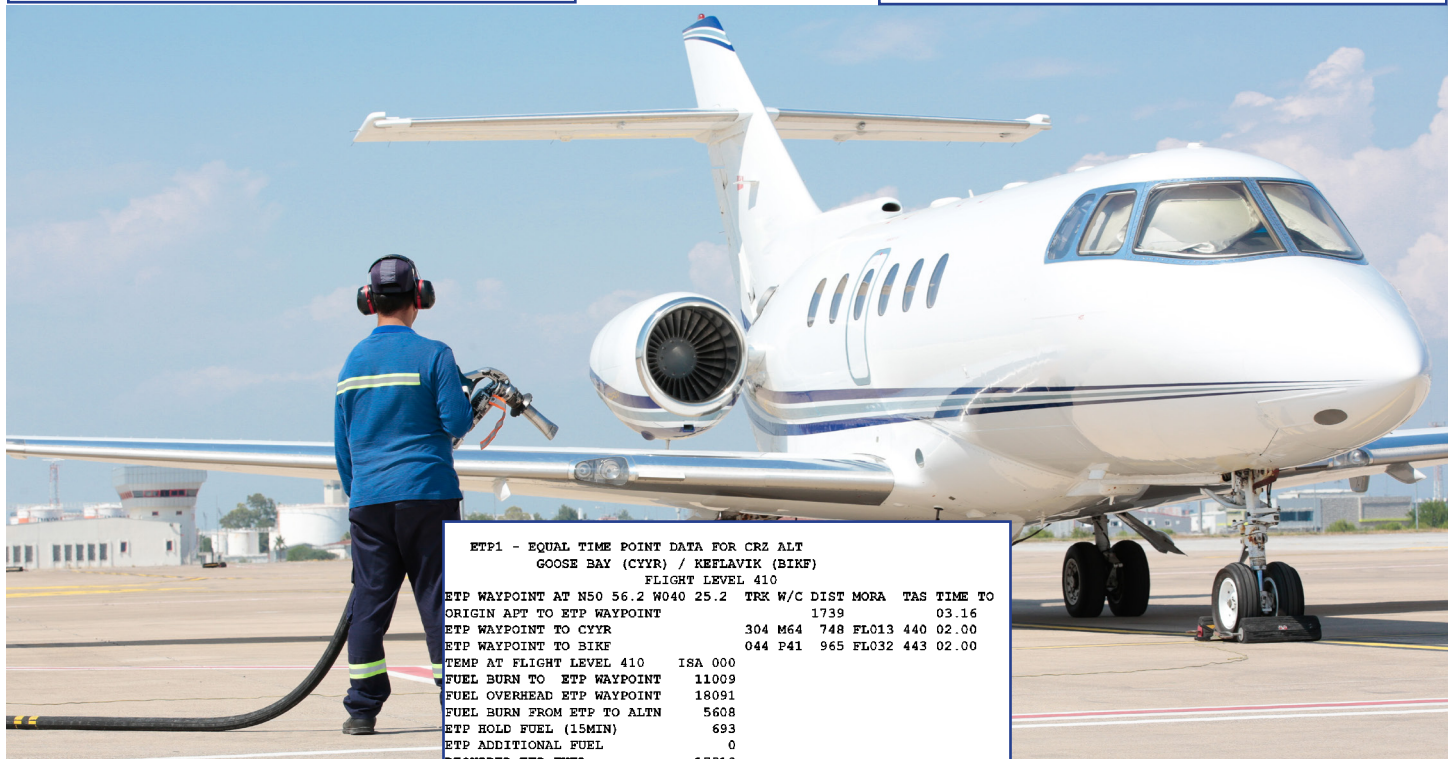 ETP1 - EQUAL TIME POINT DATA FOR CRZ ALT
GOOSE BAY (CYYR) / KEFLAVIK (BIKF)
FLIGHT LEVEL 410
ETP WAYPOINT AT N50 56.2 W040 25.2 TRK W/C DIST MORA TAS TIME TO
ORIGIN APT TO ETP WAYPOINT 1739 03.16
ETP WAYPOINT TO CYYR 304 M64 748 FL013 440 02.00
ETP WAYPOINT TO BIKF 044 P41 965 FL032 443 02.00
TEMP AT FLIGHT LEVEL 410 ISA 000
FUEL BURN TO ETP WAYPOINT 11009
FUEL OVERHEAD ETP WAYPOINT 18091
FUEL BURN FROM ETP TO ALTN 5608
ETP HOLD FUEL (15MIN) 693
ETP ADDITIONAL FUEL 0